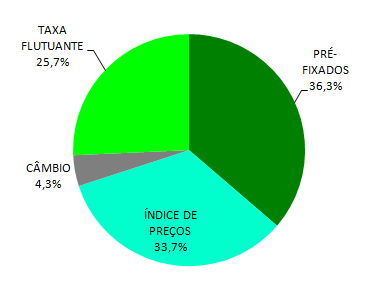 TAXA
FLUTUANTE
25,7%
PRÉ-
FIXADOS
36,3%
CÂMBIO
4,3%
ÍNDICE DE
PREÇOS
33,7%